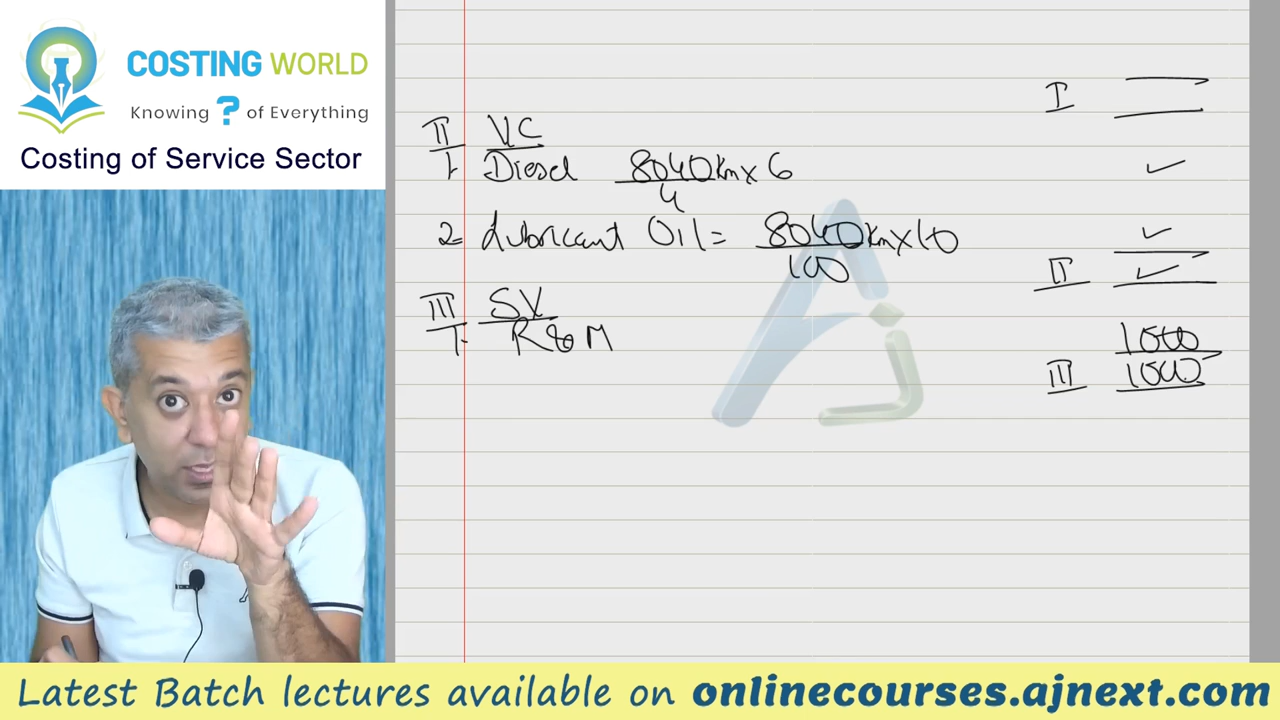 COSTING WORLD
Knowing ? of Everything
Costing of Service Sector
I
II VC
1. Diesel 8040km×6
4
2. Lubricant Oil= 8040km×10
100
II
III SV
1. R&M 1000
III 1000
Latest Batch lectures available on onlinecourses.ajnext.com